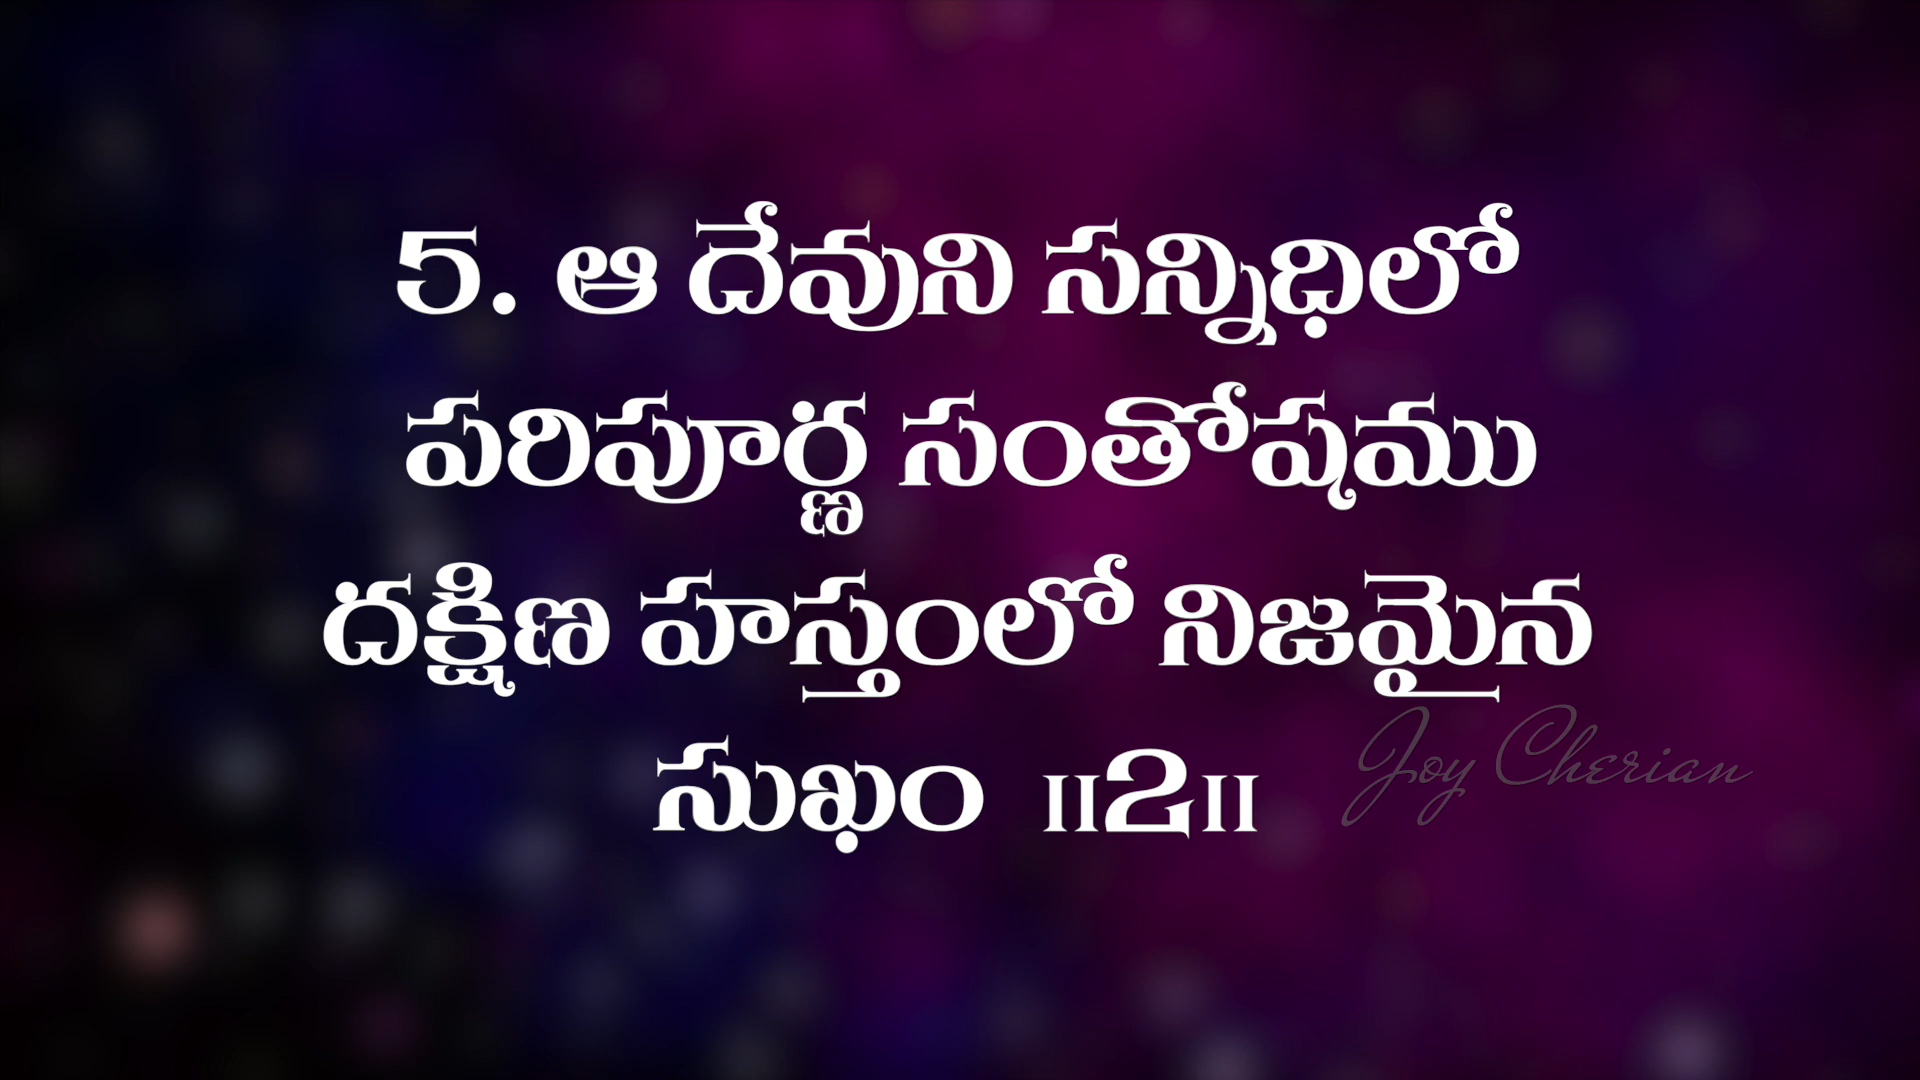 5. ఆ దేవుని సన్నిధిలో
పరిపూర్ణ సంతోషము
దక్షిణ హస్తంలో నిజమైన
సుఖం ॥2॥
Joy Cherian